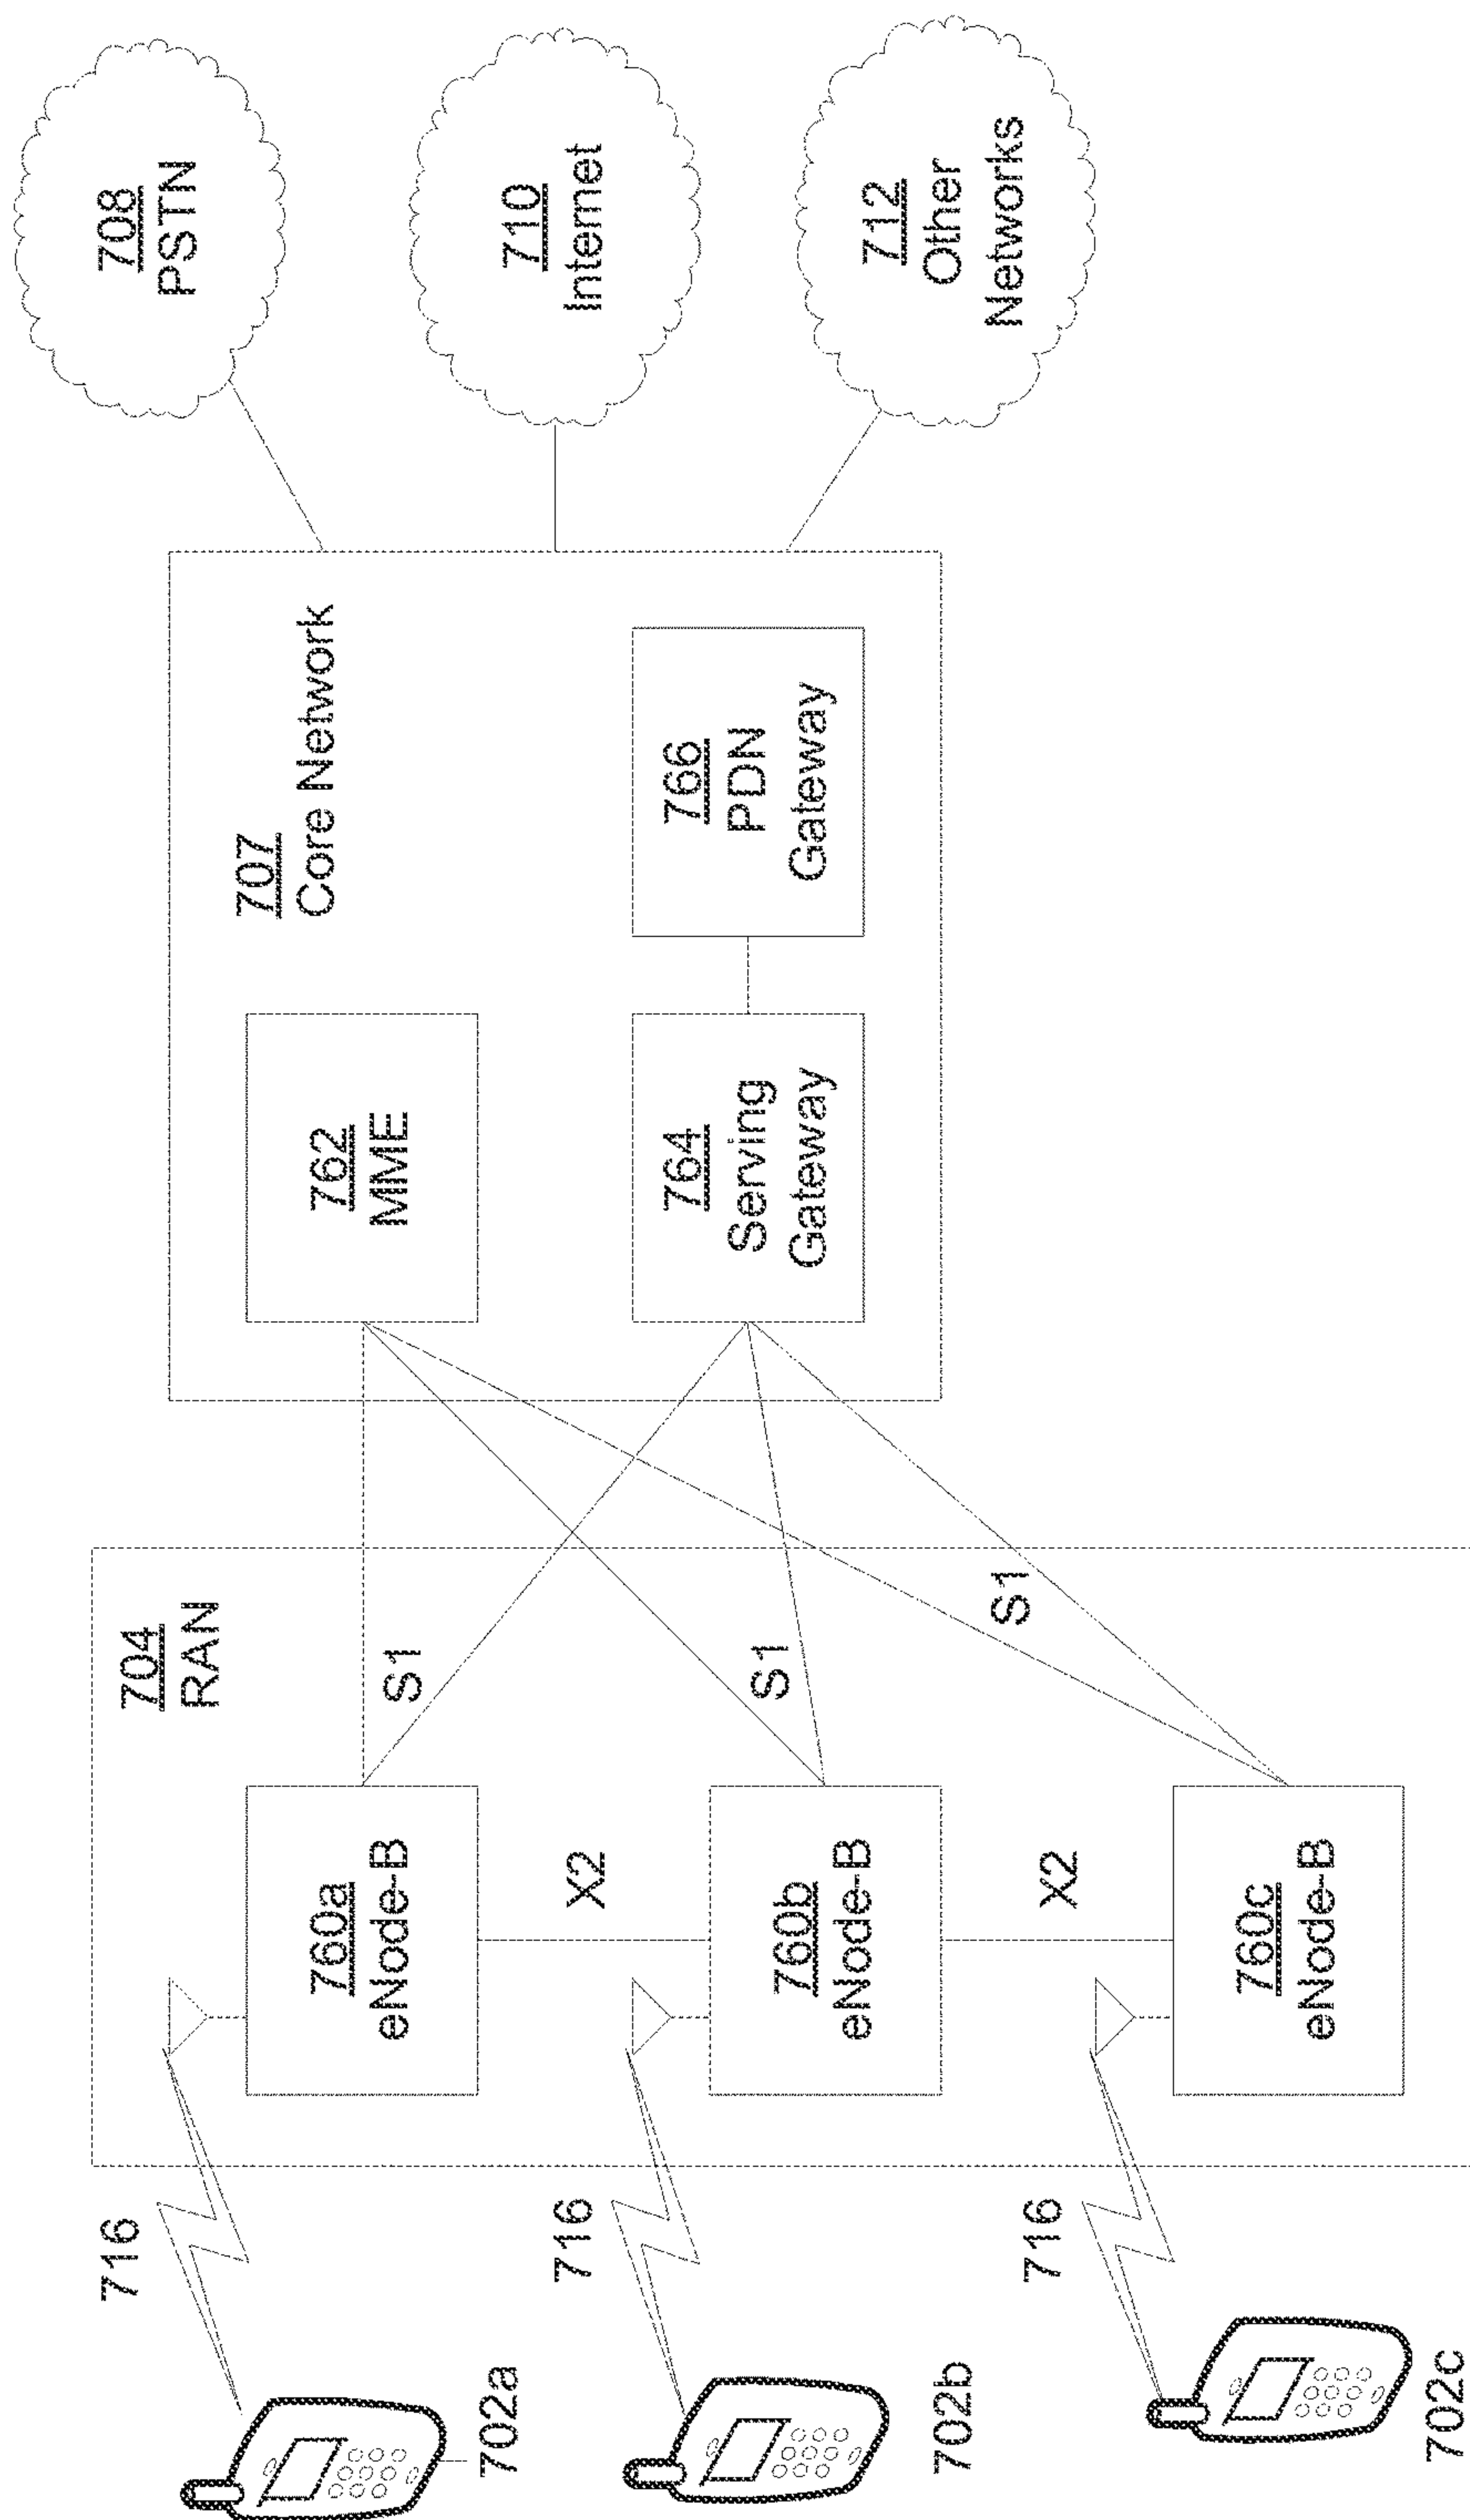 708
PSTN
710
Internet
712
Other
Networks
707
Core Network
762
MME
764
Serving
Gateway
766
PDN
Gateway
704
RAN
S1
S1
S1
760a
eNode-B
X2
760b
eNode-B
X2
760c
eNode-B
716
716
716
702a
702b
702c